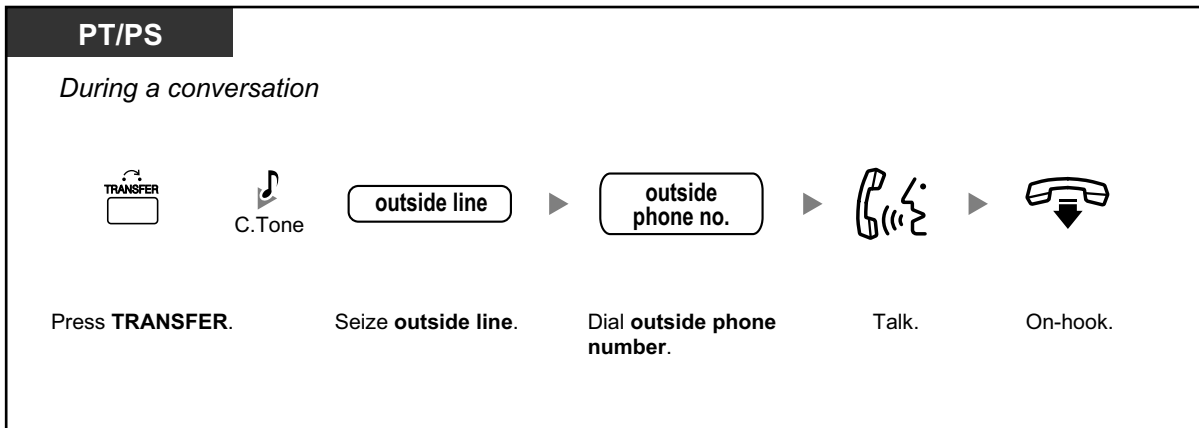 PT/PS
During a conversation
TRANSFER
C.Tone
outside line
outside
phone no.
Press TRANSFER.
Seize outside line.
Dial outside phone
number.
Talk.
On-hook.